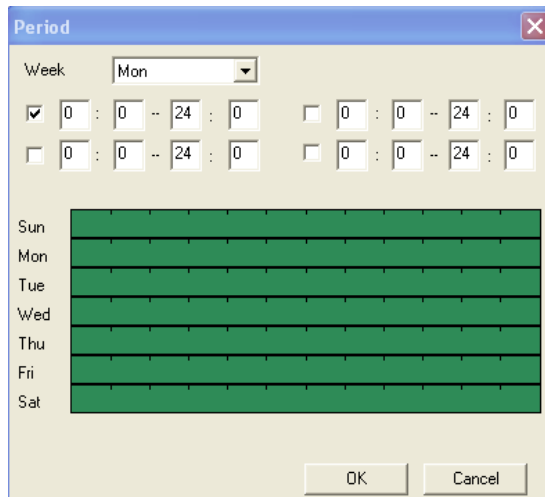 Period
Week Mon
0 : 0 -- 24 : 0 0 : 0 -- 24 : 0
0 : 0 -- 24 : 0 0 : 0 -- 24 : 0
Sun
Mon
Tue
Wed
Thu
Fri
Sat
OK Cancel